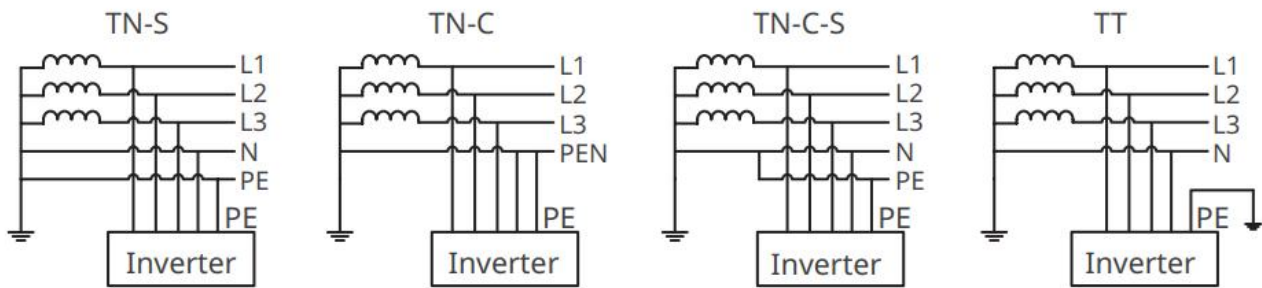 TN-S TN-C TN-C-S TT
L1 L1 L1 L1
L2 L2 L2 L2
L3 L3 L3 L3
N PEN N N
PE PE
PE PE PE PE
Inverter Inverter Inverter Inverter